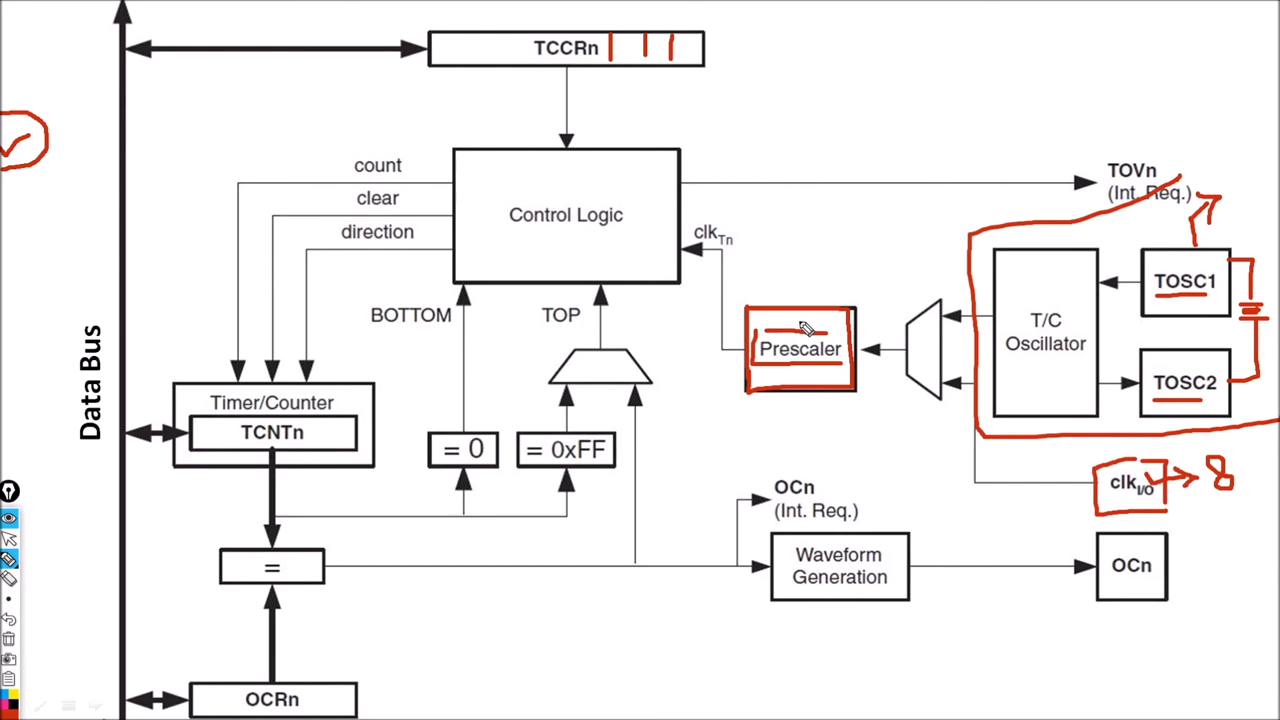 TCCRn
count
clear
direction
Control Logic
TOVn
(Int. Req.)
clkTn
BOTTOM
TOP
Prescaler
T/C
Oscillator
TOSC1
TOSC2
Data Bus
Timer/Counter
TCNTn
= 0
= 0xFF
clkI/O
8
OCn
(Int. Req.)
=
Waveform
Generation
OCn
OCRn